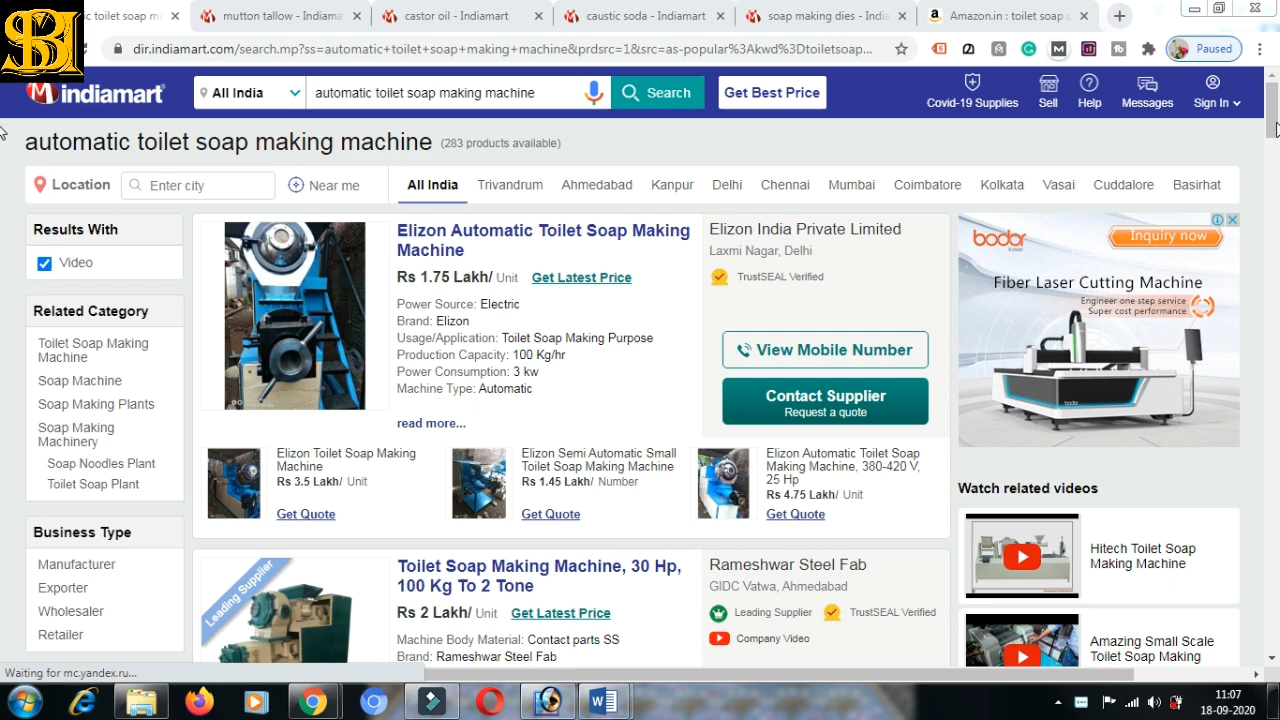 toilet soap ma
mutton tallow - Indiama
castor oil - Indiamart
caustic soda - Indiamart
soap making dies - India
Amazon.in : toilet soap c
SBI
dir.indiamart.com/search.mp?ss=automatic+toilet+soap+making+machine&prdsrc=1&src=as-popular%3Akwd%3Dtoiletsoap...
Paused
indiamart
All India
automatic toilet soap making machine
Search
Get Best Price
Covid-19 Supplies
Sell
Help
Messages
Sign In
automatic toilet soap making machine (283 products available)
Location
Enter city
Near me
All India
Trivandrum
Ahmedabad
Kanpur
Delhi
Chennai
Mumbai
Coimbatore
Kolkata
Vasai
Cuddalore
Basirhat
Results With
Video
Related Category
Toilet Soap Making
Machine
Soap Machine
Soap Making Plants
Soap Making
Machinery
Soap Noodles Plant
Toilet Soap Plant
Business Type
Manufacturer
Exporter
Wholesaler
Retailer
Elizon Automatic Toilet Soap Making
Machine
Rs 1.75 Lakh/ Unit Get Latest Price
Power Source: Electric
Brand: Elizon
Usage/Application: Toilet Soap Making Purpose
Production Capacity: 100 Kg/hr
Power Consumption: 3 kw
Machine Type: Automatic
read more...
Elizon India Private Limited
Laxmi Nagar, Delhi
TrustSEAL Verified
View Mobile Number
Contact Supplier
Request a quote
Elizon Toilet Soap Making
Machine
Rs 3.5 Lakh/ Unit
Get Quote
Elizon Semi Automatic Small
Toilet Soap Making Machine
Rs 1.45 Lakh/ Number
Get Quote
Elizon Automatic Toilet Soap
Making Machine, 380-420 V,
25 Hp
Rs 4.75 Lakh/ Unit
Get Quote
Leading Supplier
Toilet Soap Making Machine, 30 Hp,
100 Kg To 2 Tone
Rs 2 Lakh/ Unit Get Latest Price
Machine Body Material: Contact parts SS
Brand: Rameshwar Steel Fab
Rameshwar Steel Fab
GIDC Vatwa, Ahmedabad
Leading Supplier
TrustSEAL Verified
Company Video
bodor
Inquiry now
Fiber Laser Cutting Machine
Engineer one step service
Super cost performance
bodor
Watch related videos
Hitech Toilet Soap
Making Machine
Amazing Small Scale
Toilet Soap Making
Waiting for mc.yandex.ru...
11:07
18-09-2020